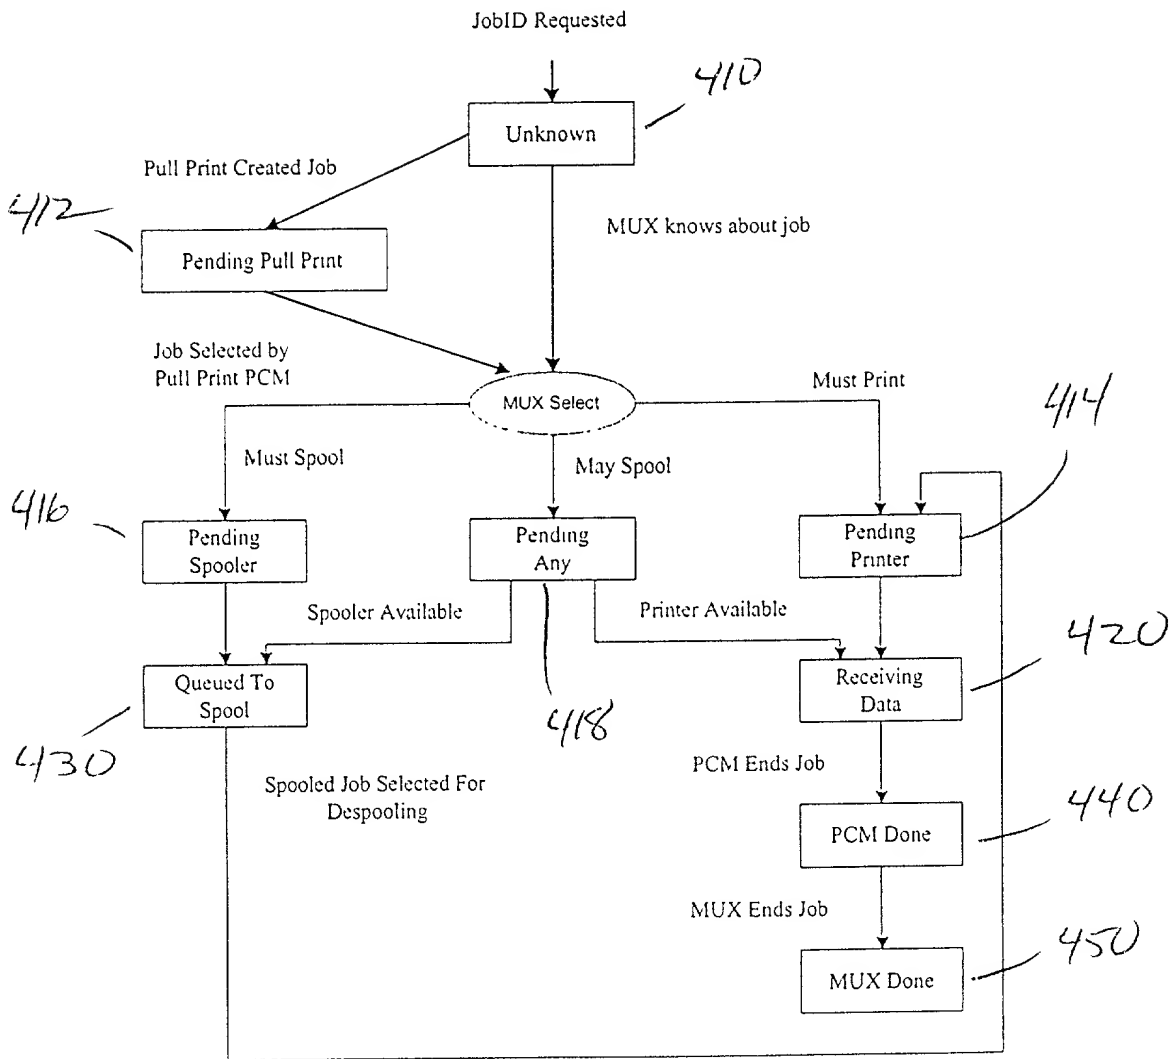 JobID Requested
410
Unknown
Pull Print Created Job
412
MUX knows about job
Pending Pull Print
Job Selected by
Pull Print PCM
Must Print
MUX Select
414
Must Spool
May Spool
416
Pending
Spooler
Pending
Any
Pending
Printer
Spooler Available
Printer Available
420
Queued To
Spool
Receiving
Data
418
430
PCM Ends Job
Spooled Job Selected For
Despooling
440
PCM Done
MUX Ends Job
450
MUX Done